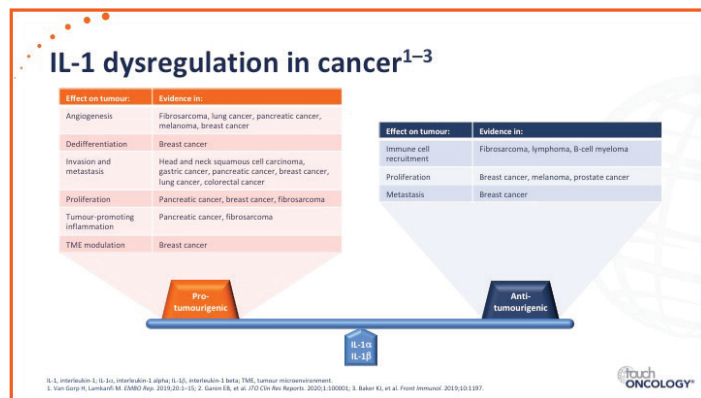 IL-1 dysregulation in cancer1–3
Effect on tumour: Evidence in:
Angiogenesis Fibrosarcoma, lung cancer, pancreatic cancer,
melanoma, breast cancer
Dedifferentiation Breast cancer
Invasion and Head and neck squamous cell carcinoma,
metastasis gastric cancer, pancreatic cancer, breast cancer,
lung cancer, colorectal cancer
Proliferation Pancreatic cancer, breast cancer, fibrosarcoma
Tumour-promoting Pancreatic cancer, fibrosarcoma
inflammation
TME modulation Breast cancer
Effect on tumour: Evidence in:
Immune cell Fibrosarcoma, lymphoma, B-cell myeloma
recruitment
Proliferation Breast cancer, melanoma, prostate cancer
Metastasis Breast cancer
Pro-
tumourigenic
Anti-
tumourigenic
IL-1α
IL-1β
IL-1, interleukin-1; IL-1α, interleukin-1 alpha; IL-1β, interleukin-1 beta; TME, tumour microenvironment.
1. Van Gorp H, Lamkanfi M. EMBO Rep. 2019;20:1–15; 2. Garon EB, et al. JTO Clin Res Reports. 2020;1:100001; 3. Baker KJ, et al. Front Immunol. 2019;10:1197.
touch
ONCOLOGY®